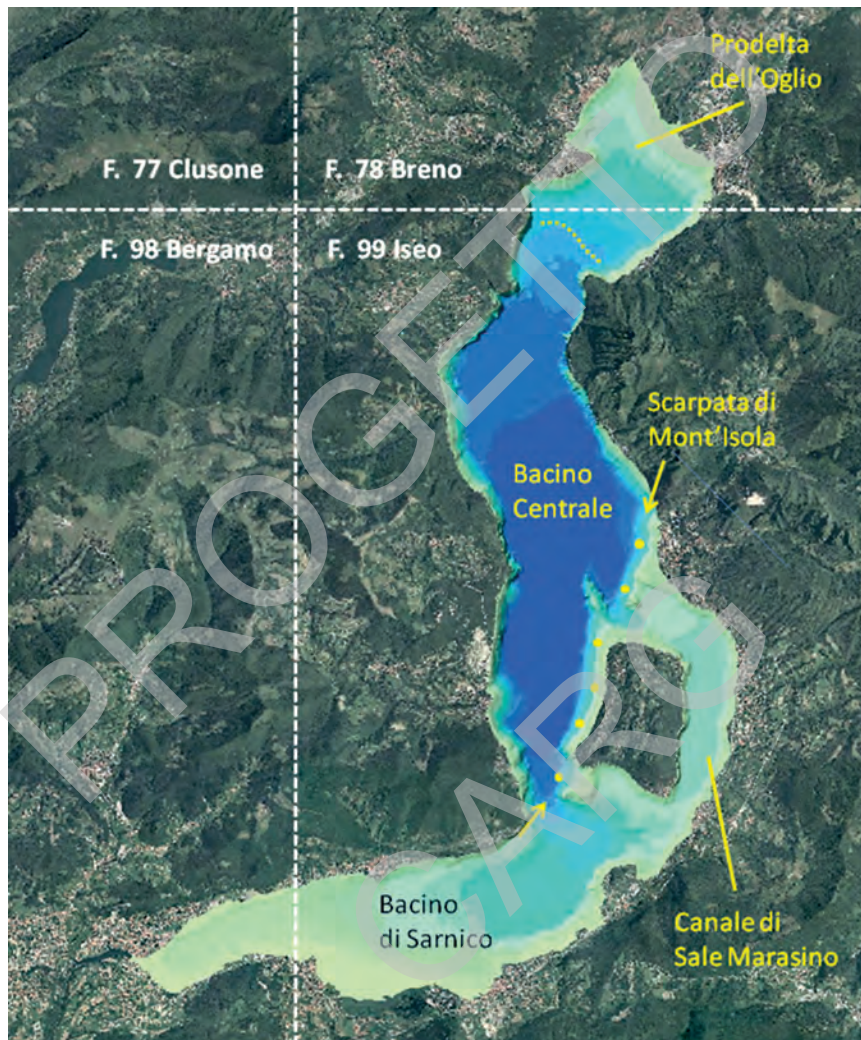 Prodelta
dell'Oglio
F. 77 Clusone
F. 78 Breno
F. 98 Bergamo
F. 99 Iseo
Scarpata di
Mont'Isola
Bacino
Centrale
Bacino
di Sarnico
Canale di
Sale Marasino
PROGETTO
CARG